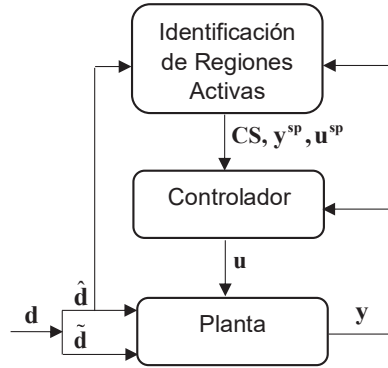 Identificación
de Regiones
Activas
CS, y^sp, u^sp
Controlador
u
d
d̂
d̃
Planta
y